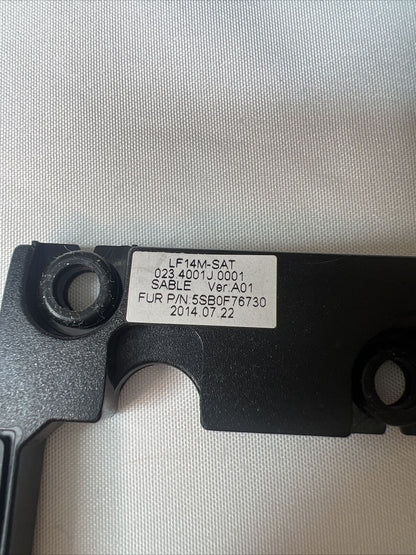 LF14M-SAT
023.4001J.0001
SABLE Ver.A01
FUR P/N:5SB0F76730
2014.07.22